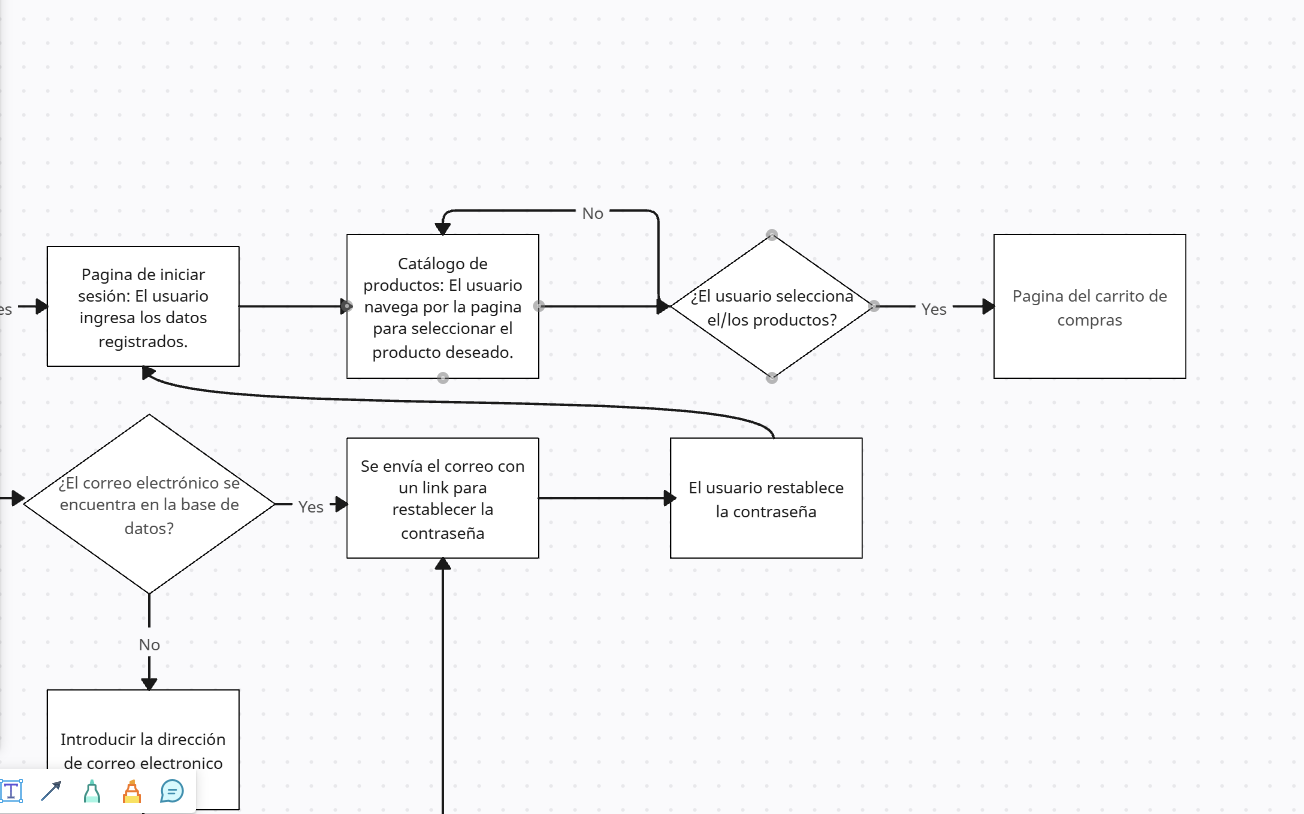 No
Pagina de iniciar
sesión: El usuario
ingresa los datos
registrados.
Catálogo de
productos: El usuario
navega por la pagina
para seleccionar el
producto deseado.
¿El usuario selecciona
el/los productos?
Yes
Pagina del carrito de
compras
¿El correo electrónico se
encuentra en la base de
datos?
Yes
Se envía el correo con
un link para
restablecer la
contraseña
El usuario restablece
la contraseña
No
Introducir la dirección
de correo electronico
T